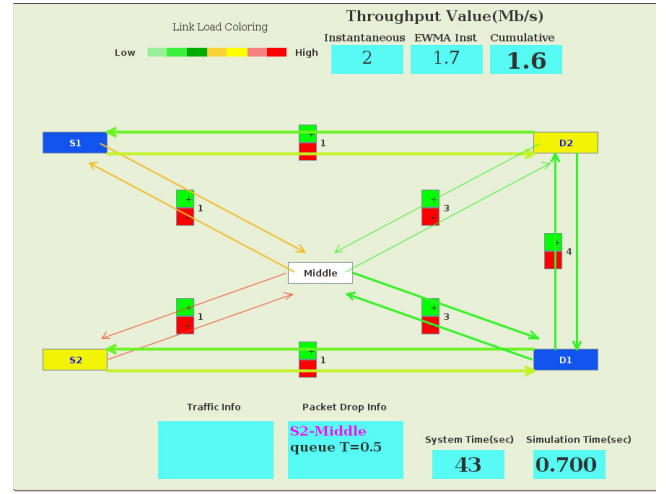 Throughput Value(Mb/s)
Link Load Coloring
Instantaneous EWMA Inst Cumulative
Low High
2 1.7 1.6
+
1
-
S1 D2
+
1
-
+
3
-
+
4
-
Middle
+
1
-
+
3
-
S2 D1
+
1
-
Traffic Info Packet Drop Info
S2-Middle
queue T=0.5
System Time(sec) Simulation Time(sec)
43 0.700